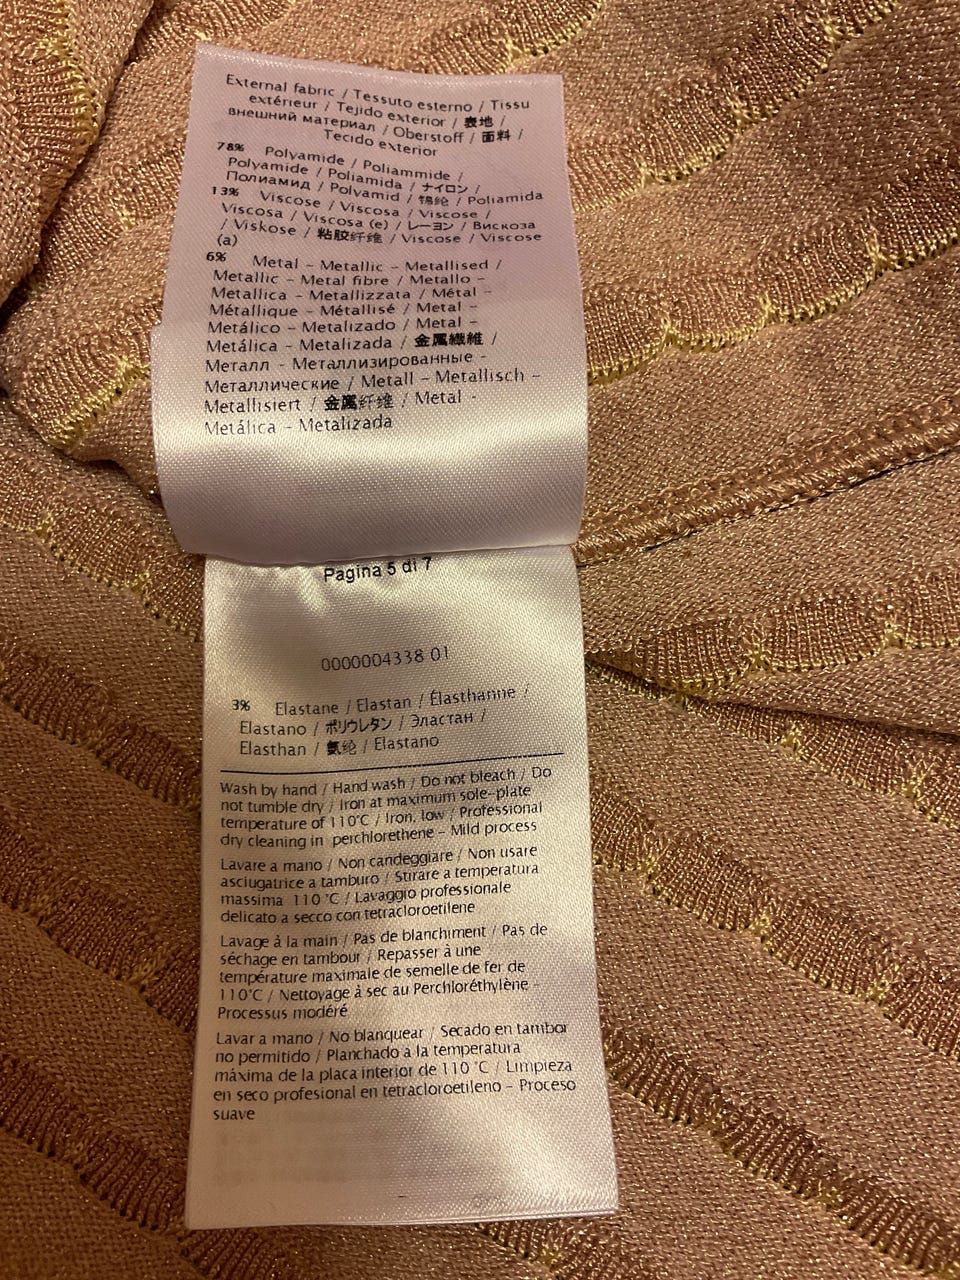 External fabric / Tessuto esterno / Tissu
extérieur / Tejido exterior / 表地 /
внешний материал / Oberstoff / 面料 /
Tecido exterior
78% Polyamide / Poliammide /
Polyamide / Poliamida / ナイロン /
Полиамид / Polyamid / 锦纶 / Poliamida
13% Viscose / Viscosa / Viscose /
Viscosa / Viscosa (e) / レーヨン / Вискоза
/ Viskose / 粘胶纤维 / Viscose / Viscose
(a)
6% Metal - Metallic - Metallised /
Metallic - Metal fibre / Metallo -
Metallica - Metallizzata / Métal -
Métallique - Métallisé / Metal -
Metálico - Metalizado / Metal -
Metálica - Metalizada / 金属繊維 /
Металл - Металлизированные -
Металлические / Metall - Metallisch -
Metallisiert / 金属纤维 / Metal -
Metálica - Metalizada
Pagina 5 di 7
0000004338 01
3% Elastane / Elastan / Élasthanne /
Elastano / ポリウレタン / Эластан /
Elasthan / 氨纶 / Elastano
Wash by hand / Hand wash / Do not bleach / Do
not tumble dry / Iron at maximum sole-plate
temperature of 110°C / Iron, low / Professional
dry cleaning in perchlorethene - Mild process
Lavare a mano / Non candeggiare / Non usare
asciugatrice a tamburo / Stirare a temperatura
massima 110 °C / Lavaggio professionale
delicato a secco con tetracloroetilene
Lavage à la main / Pas de blanchiment / Pas de
séchage en tambour / Repasser à une
température maximale de semelle de fer de
110°C / Nettoyage à sec au Perchloréthylène -
Processus modéré
Lavar a mano / No blanquear / Secado en tambor
no permitido / Planchado a la temperatura
máxima de la placa interior de 110 °C / Limpieza
en seco profesional en tetracloroetileno - Proceso
suave